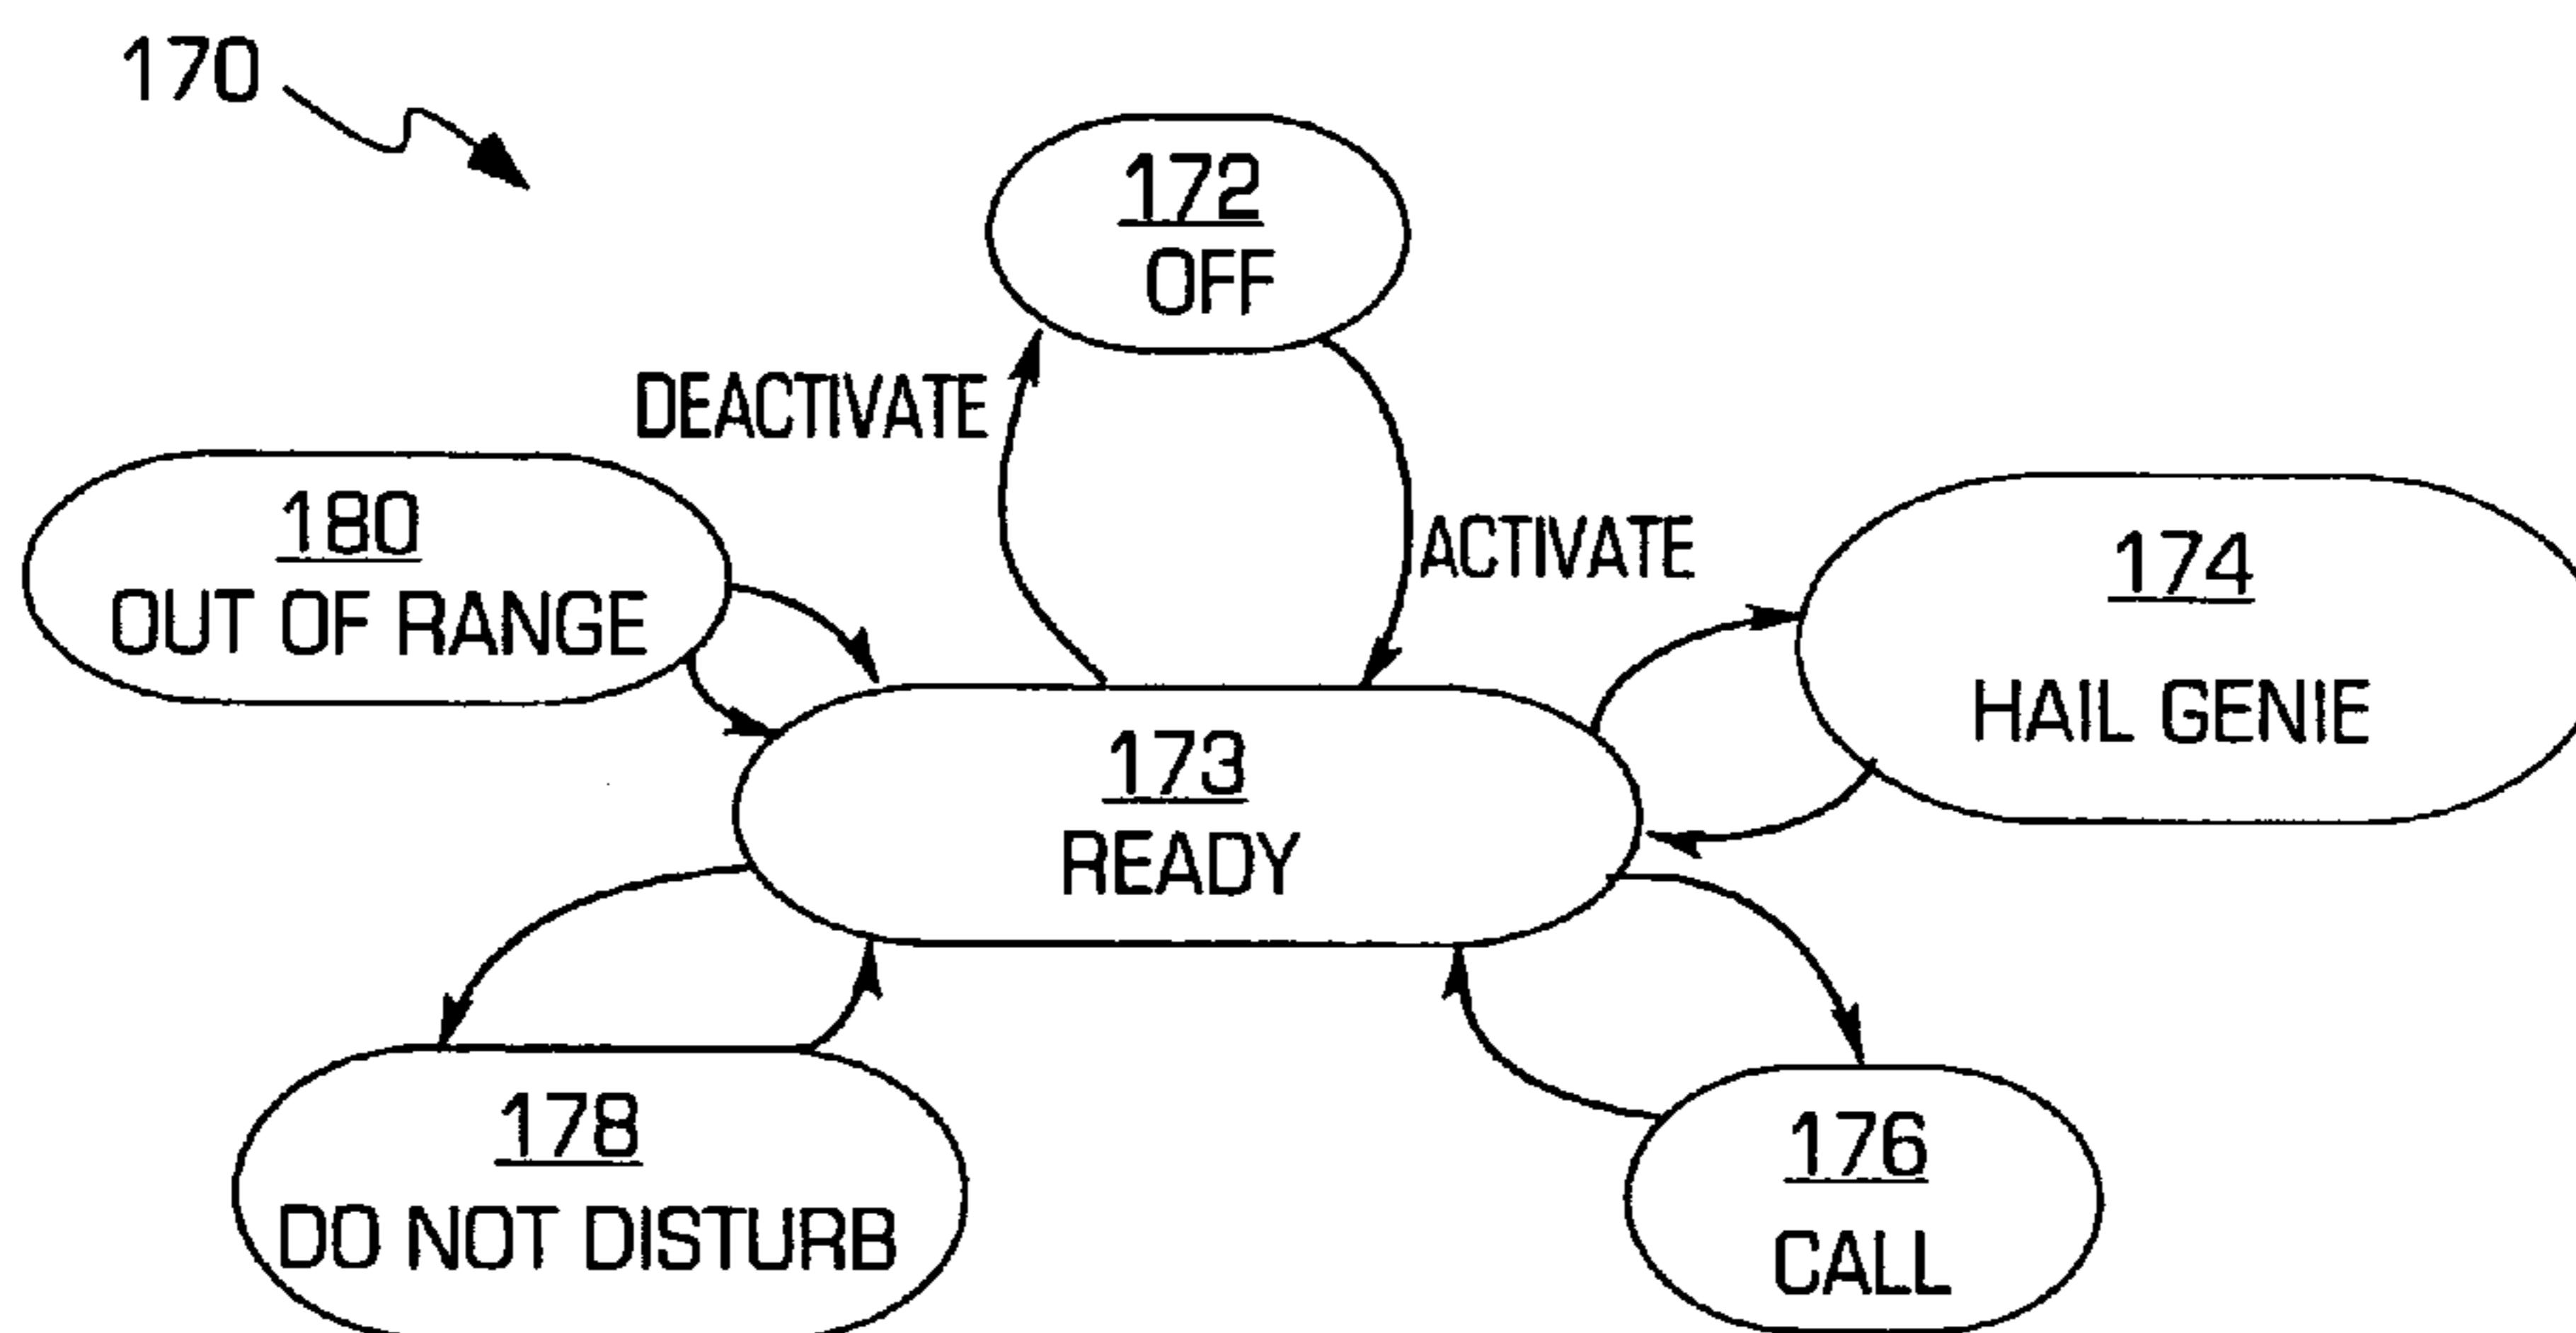 170
172
OFF
DEACTIVATE
180
OUT OF RANGE
ACTIVATE
174
HAIL GENIE
173
READY
178
DO NOT DISTURB
176
CALL